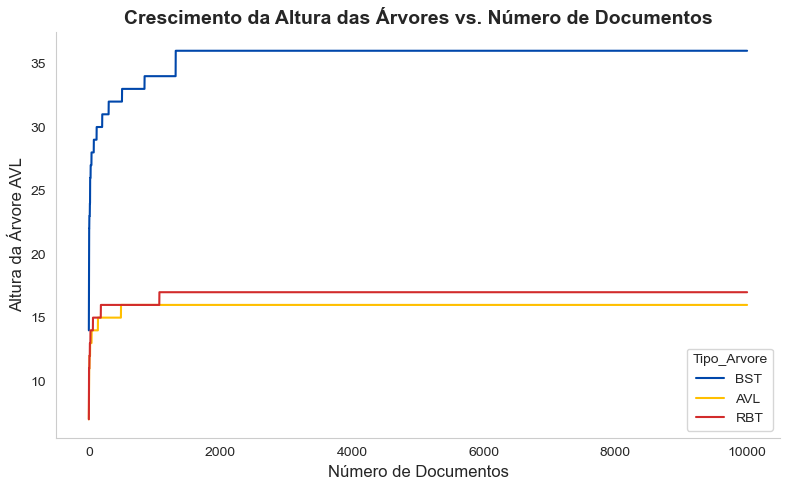 Crescimento da Altura das Árvores vs. Número de Documentos
Altura da Árvore AVL
35
30
25
20
15
10
0
2000
4000
6000
8000
10000
Número de Documentos
Tipo_Arvore
BST
AVL
RBT